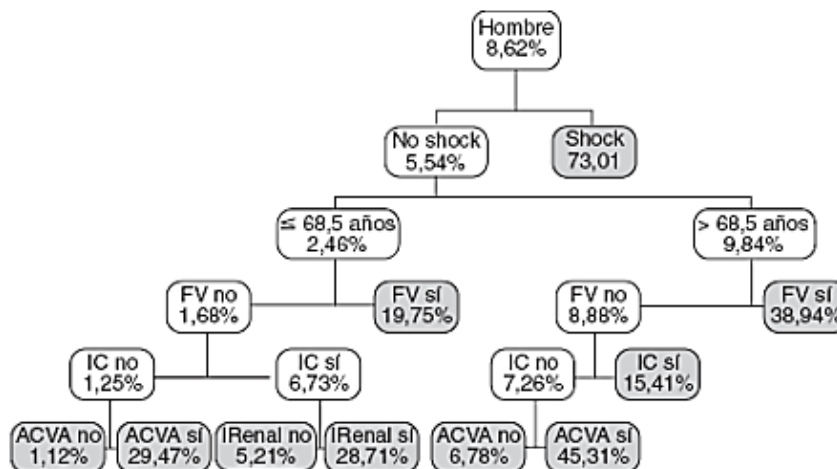 Hombre
8,62%
No shock
5,54%
Shock
73,01
≤ 68,5 años
2,46%
> 68,5 años
9,84%
FV no
1,68%
FV sí
19,75%
FV no
8,88%
FV sí
38,94%
IC no
1,25%
IC sí
6,73%
IC no
7,26%
IC sí
15,41%
ACVA no
1,12%
ACVA sí
29,47%
IRenal no
5,21%
IRenal sí
28,71%
ACVA no
6,78%
ACVA sí
45,31%